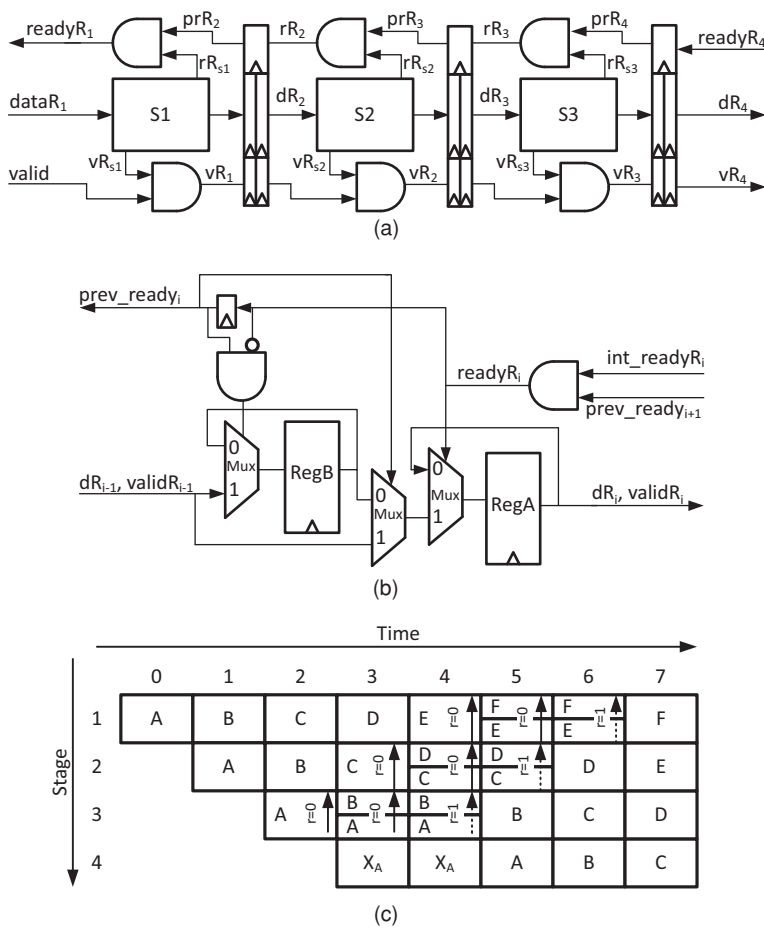 readyR1 prR2 rR2 prR3 rR3 prR4 readyR4
rRs1 rRs2 rRs3
dataR1 S1 dR2 S2 dR3 S3 dR4
vRs1 vRs2 vRs3
valid vR1 vR2 vR3 vR4
(a)
prev_readyi
int_readyRi
readyRi
prev_readyi+1
0 Mux 1
RegB
0 Mux 1
0 Mux 1
RegA
dRi-1, validRi-1
dRi, validRi
(b)
Time
0 1 2 3 4 5 6 7
Stage
1 A B C D E r=0 F E r=0 F E r=1 F
2 A B C r=0 D C r=0 D C r=1 D E
3 A r=0 B A r=0 B A r=1 B C D
4 XA XA A B C
(c)